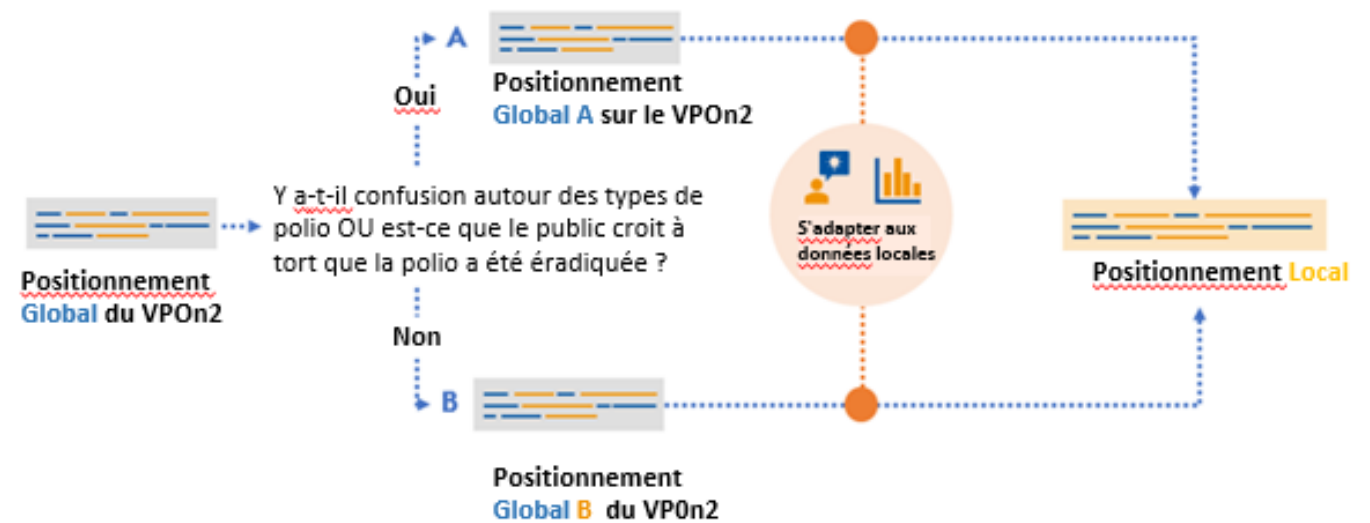 Positionnement
Global du VPOn2
Y a-t-il confusion autour des types de
polio OU est-ce que le public croit à
tort que la polio a été éradiquée ?
Oui
A
Positionnement
Global A sur le VPOn2
Non
B
Positionnement
Global B du VP0n2
S'adapter aux
données locales
Positionnement Local